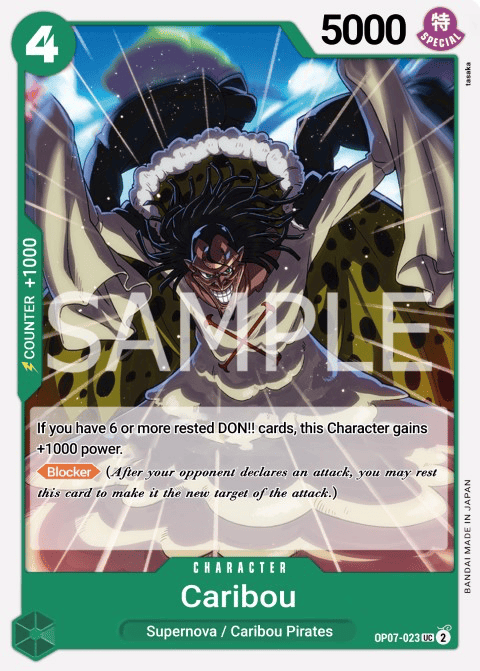 4
5000
特
SPECIAL
tasaka
COUNTER +1000
SAMPLE
If you have 6 or more rested DON!! cards, this Character gains
+1000 power.
Blocker (After your opponent declares an attack, you may rest
this card to make it the new target of the attack.)
BANDAI MADE IN JAPAN
CHARACTER
Caribou
Supernova / Caribou Pirates
OP07-023 UC 2